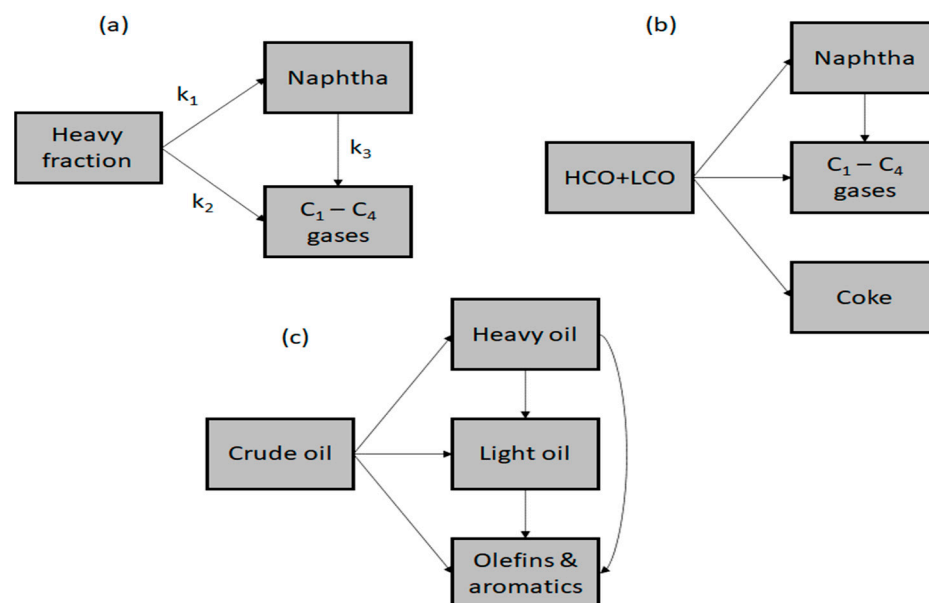 (a)
Naphtha
k₁
Heavy
fraction
k₃
k₂
C₁ – C₄
gases
(b)
Naphtha
HCO+LCO
C₁ – C₄
gases
Coke
(c)
Heavy oil
Crude oil
Light oil
Olefins &
aromatics